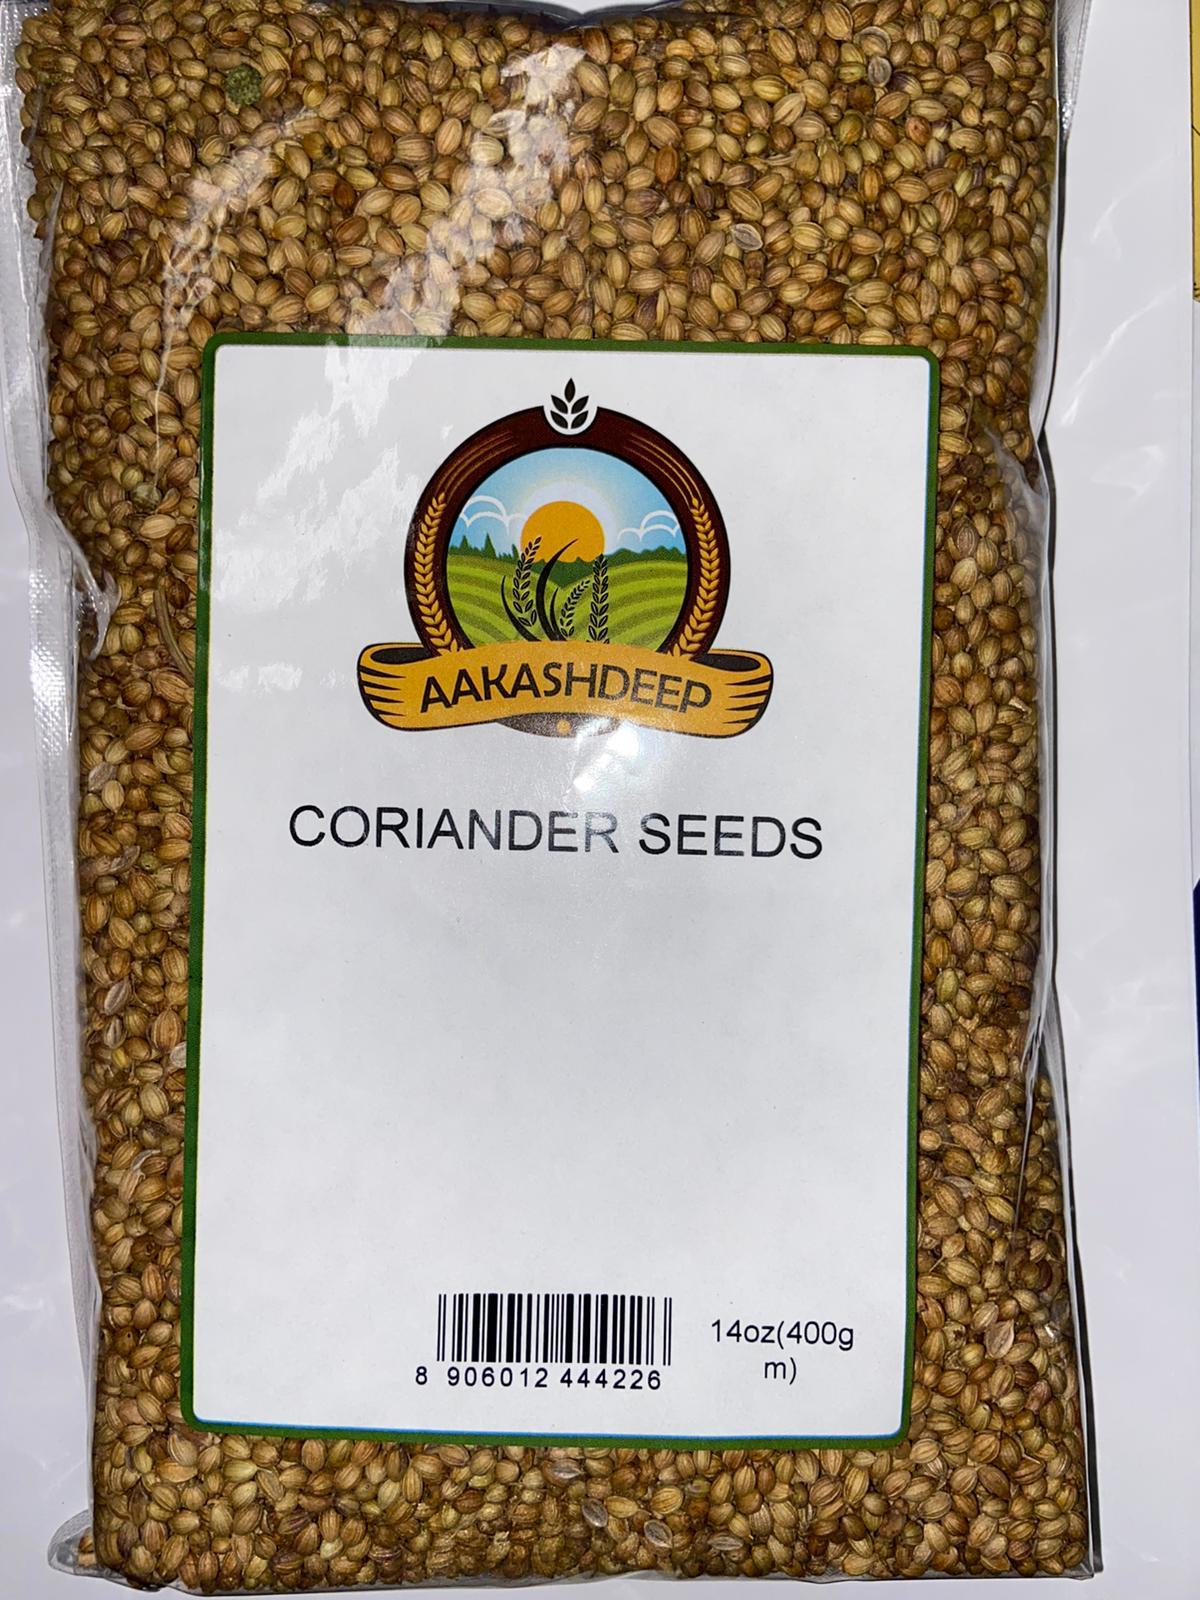 AAKASHDEEP
CORIANDER SEEDS
8 906012 444226
14oz(400g
m)